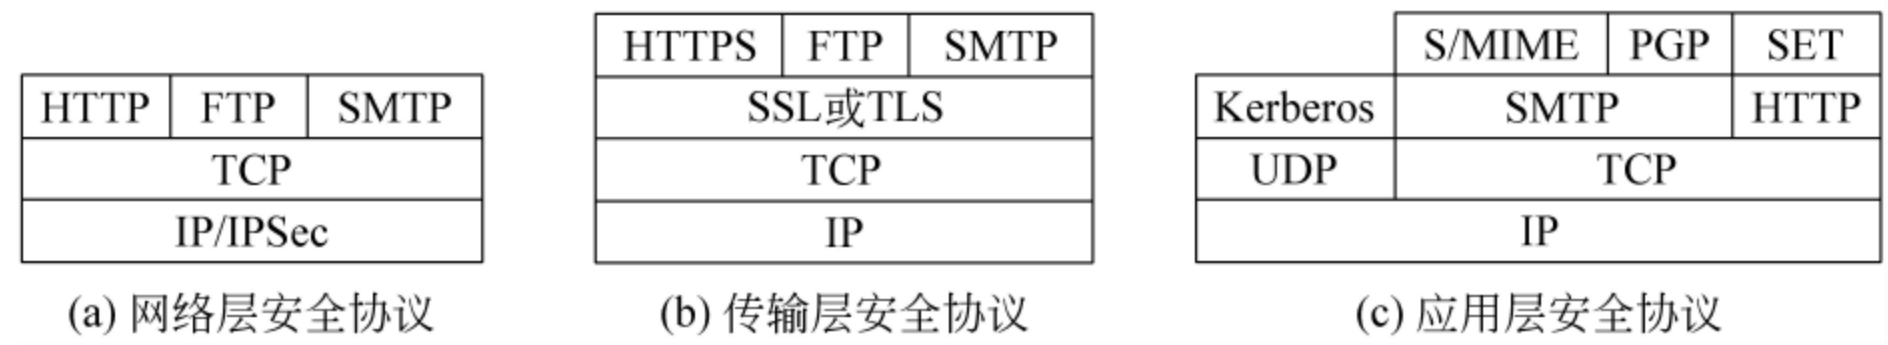 HTTP FTP SMTP
TCP
IP/IPSec
(a) 网络层安全协议
HTTPS FTP SMTP
SSL或TLS
TCP
IP
(b) 传输层安全协议
S/MIME PGP SET
Kerberos SMTP HTTP
UDP TCP
IP
(c) 应用层安全协议